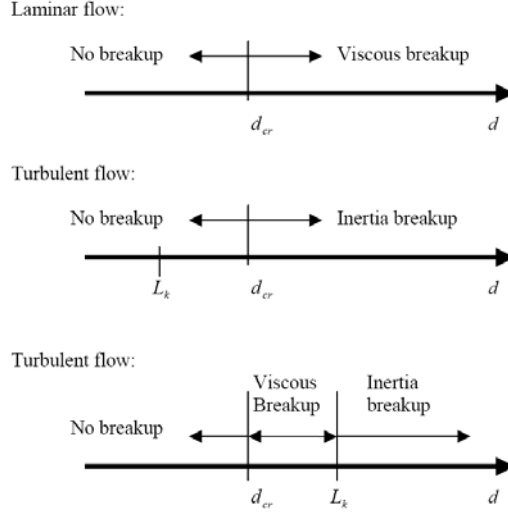 Laminar flow:
No breakup Viscous breakup
d_cr d
Turbulent flow:
No breakup Inertia breakup
L_k d_cr d
Turbulent flow:
Viscous Inertia
Breakup breakup
No breakup
d_cr L_k d